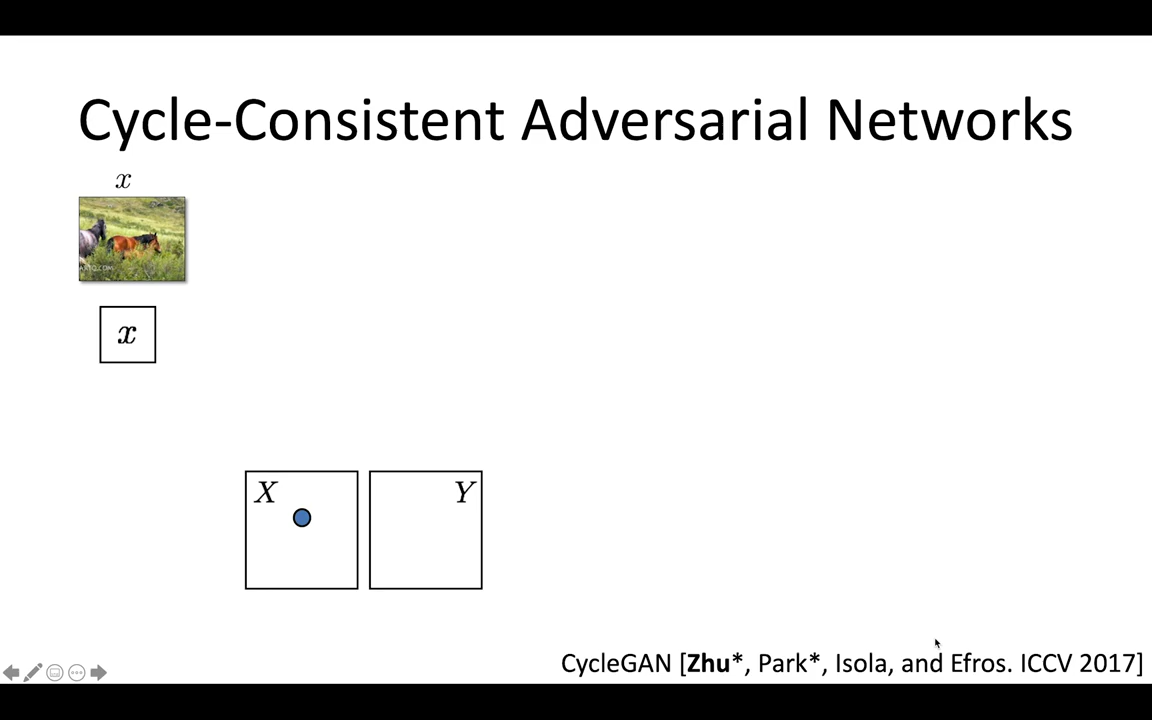 Cycle-Consistent Adversarial Networks
x
x
X
Y
CycleGAN [Zhu*, Park*, Isola, and Efros. ICCV 2017]